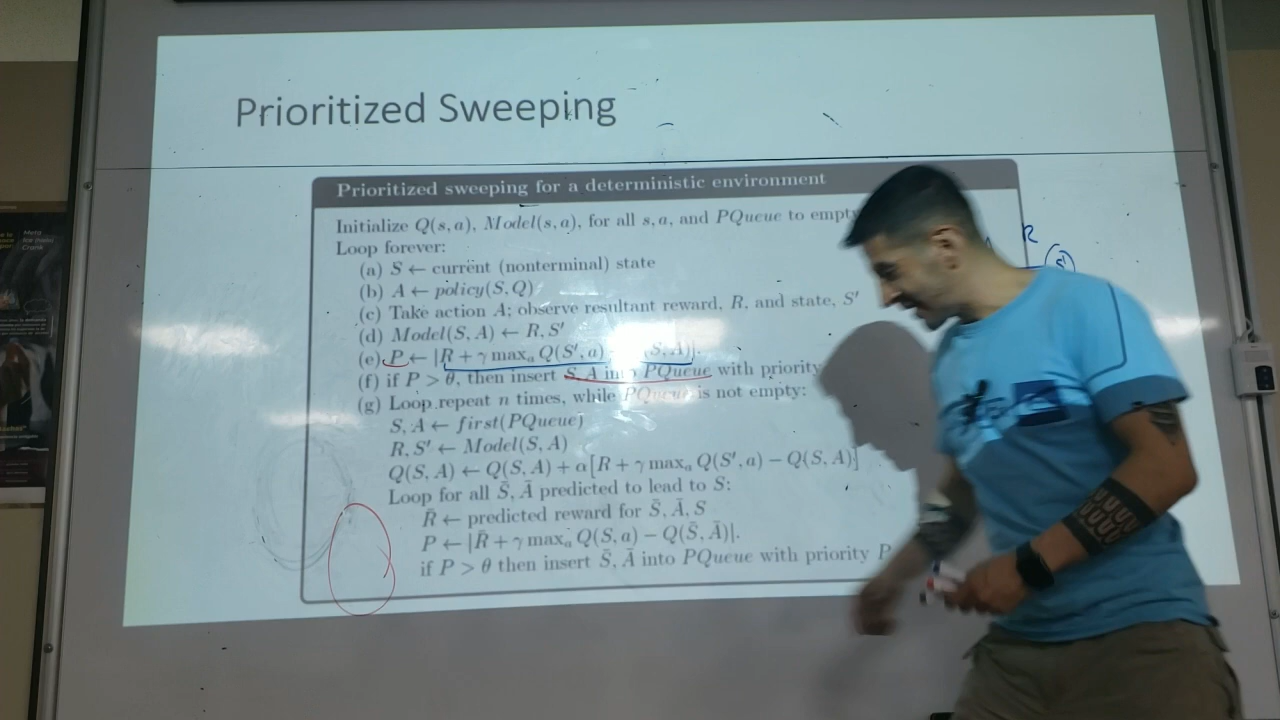 Prioritized Sweeping
Prioritized sweeping for a deterministic environment
Initialize Q(s, a), Model(s, a), for all s, a, and PQueue to empty
Loop forever:
(a) S ← current (nonterminal) state
(b) A ← policy(S, Q)
(c) Take action A; observe resultant reward, R, and state, S′
(d) Model(S, A) ← R, S′
(e) P ← |R + γ maxₐ Q(S′, a) (S, A)|.
(f) if P > θ, then insert S, A into PQueue with priority
(g) Loop repeat n times, while PQueue is not empty:
S, A ← first(PQueue)
R, S′ ← Model(S, A)
Q(S, A) ← Q(S, A) + α[R + γ maxₐ Q(S′, a) − Q(S, A)]
Loop for all S̄, Ā predicted to lead to S:
R̄ ← predicted reward for S̄, Ā, S
P ← |R̄ + γ maxₐ Q(S, a) − Q(S̄, Ā)|.
if P > θ then insert S̄, Ā into PQueue with priority P
R
S'